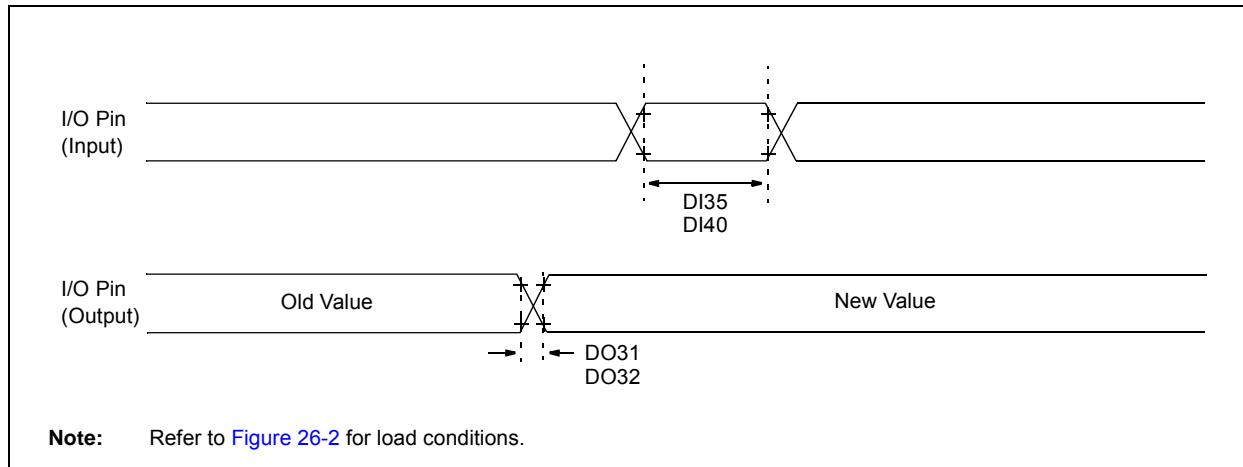 I/O Pin
(Input)
DI35
DI40
I/O Pin
(Output)
Old Value
New Value
DO31
DO32
Note: Refer to Figure 26-2 for load conditions.